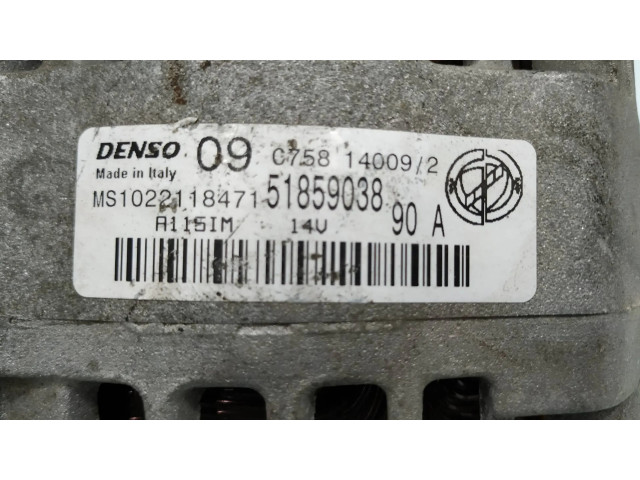 DENSO 09 C758 14009/2
Made in Italy
MS1022118471 51859038
A115IM 14V 90 A